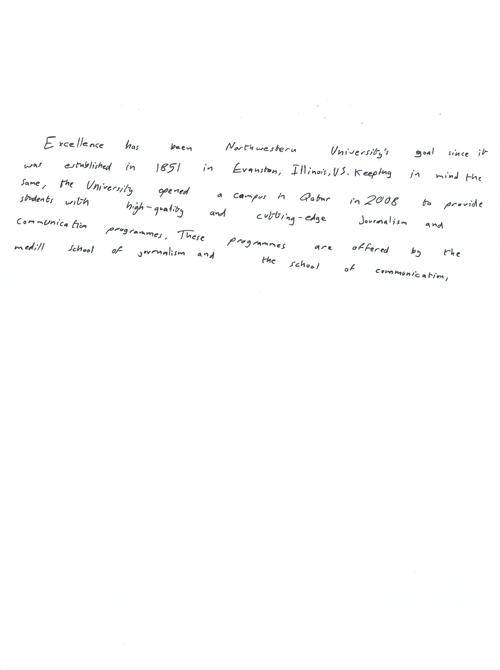 Excellence has been Northwestern University's goal since it
was established in 1851 in Evanston, Illinois, US. Keeping in mind the
same, the University opened a campus in Qatar in 2008 to provide
students with high-quality and cutting-edge Journalism and
Communication programmes. These programmes are offered by the
medill school of journalism and the school of communication,